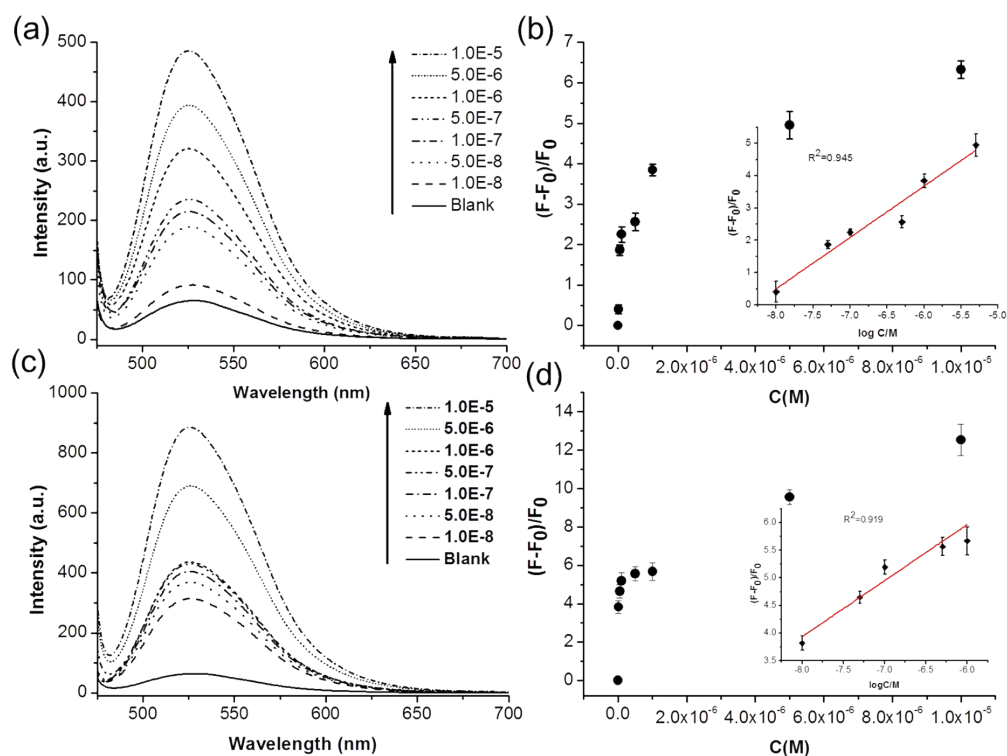 (a)
500
400
300
200
100
0
Intensity (a.u.)
1.0E-5
5.0E-6
1.0E-6
5.0E-7
1.0E-7
5.0E-8
1.0E-8
Blank
500 550 600 650 700
Wavelength (nm)
(b)
7
6
5
4
3
2
1
0
(F-F0)/F0
0.0 2.0x10-6 4.0x10-6 6.0x10-6 8.0x10-6 1.0x10-5
C(M)
R2=0.945
5
4
3
2
1
0
(F-F0)/F0
-8.0 -7.5 -7.0 -6.5 -6.0 -5.5 -5.0
log C/M
(c)
1000
800
600
400
200
0
Intensity (a.u.)
1.0E-5
5.0E-6
1.0E-6
5.0E-7
1.0E-7
5.0E-8
1.0E-8
Blank
500 550 600 650 700
Wavelength (nm)
(d)
14
12
10
8
6
4
2
0
(F-F0)/F0
0.0 2.0x10-6 4.0x10-6 6.0x10-6 8.0x10-6 1.0x10-5
C(M)
R2=0.919
6.0
5.5
5.0
4.5
4.0
3.5
(F-F0)/F0
-8.0 -7.5 -7.0 -6.5 -6.0
logC/M